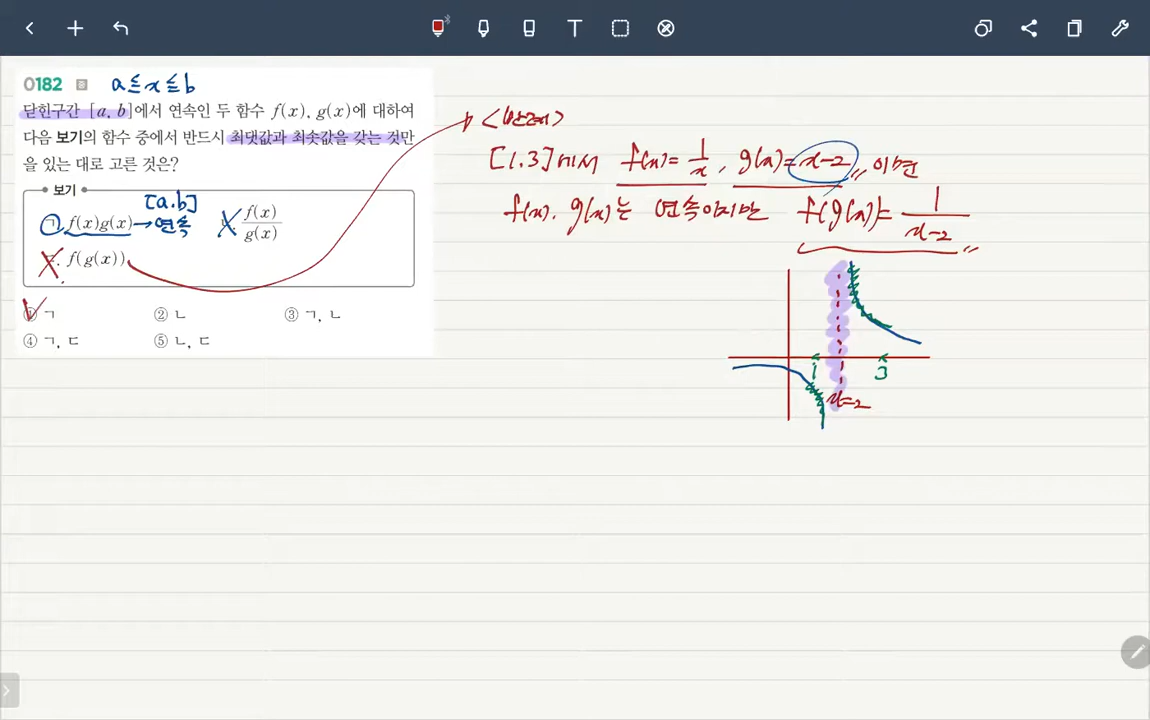 0182
a≦x≦b
닫힌구간 [a, b]에서 연속인 두 함수 f(x), g(x)에 대하여
다음 보기의 함수 중에서 반드시 최댓값과 최솟값을 갖는 것만
을 있는 대로 고른 것은?
보기
[a.b]
ㄱ. f(x)g(x) → 연속
f(x)
g(x)
f(g(x))
① ㄱ ② ㄴ ③ ㄱ, ㄴ
④ ㄱ, ㄷ ⑤ ㄴ, ㄷ
<반례>
[1.3]에서 f(x)= 1/x , g(x)=x-2 이면
f(x). g(x)는 연속이지만 f(g(x))= 1/x-2
1 3
x=2